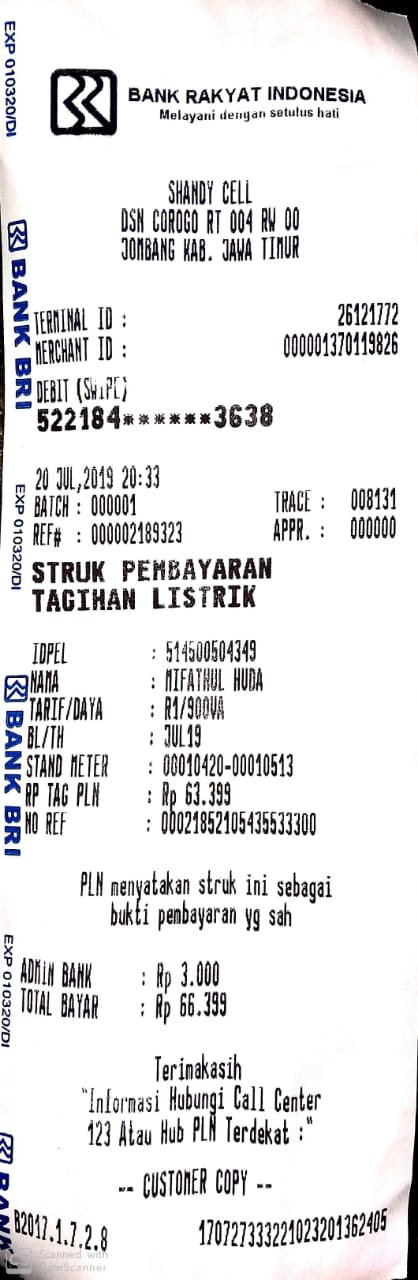 BANK RAKYAT INDONESIA
Melayani dengan setulus hati
SHANDY CELL
DSN COROGO RT 004 RW 00
JOMBANG KAB. JAWA TIMUR
TERMINAL ID : 26121772
MERCHANT ID : 000001370119826
DEBIT (SWIPE)
522184******3638
20 JUL,2019 20:33
BATCH : 000001 TRACE : 008131
REF# : 000002189323 APPR. : 000000
STRUK PEMBAYARAN
TAGIHAN LISTRIK
IDPEL : 514500504349
NAMA : MIFATHUL HUDA
TARIF/DAYA : R1/900VA
BL/TH : JUL19
STAND METER : 00010420-00010513
RP TAG PLN : Rp 63.399
NO REF : 00021852105435533300
PLN menyatakan struk ini sebagai
bukti pembayaran yg sah
ADMIN BANK : Rp 3.000
TOTAL BAYAR : Rp 66.399
Terimakasih
"Informasi Hubungi Call Center
123 Atau Hub PLN Terdekat :"
-- CUSTOMER COPY --
B2017.1.7.2.8 170727333221023201362405
EXP 010320/DI
BANK BRI
EXP 010320/DI
BANK BRI
EXP 010320/DI
BANK
Scanned with
CamScanner